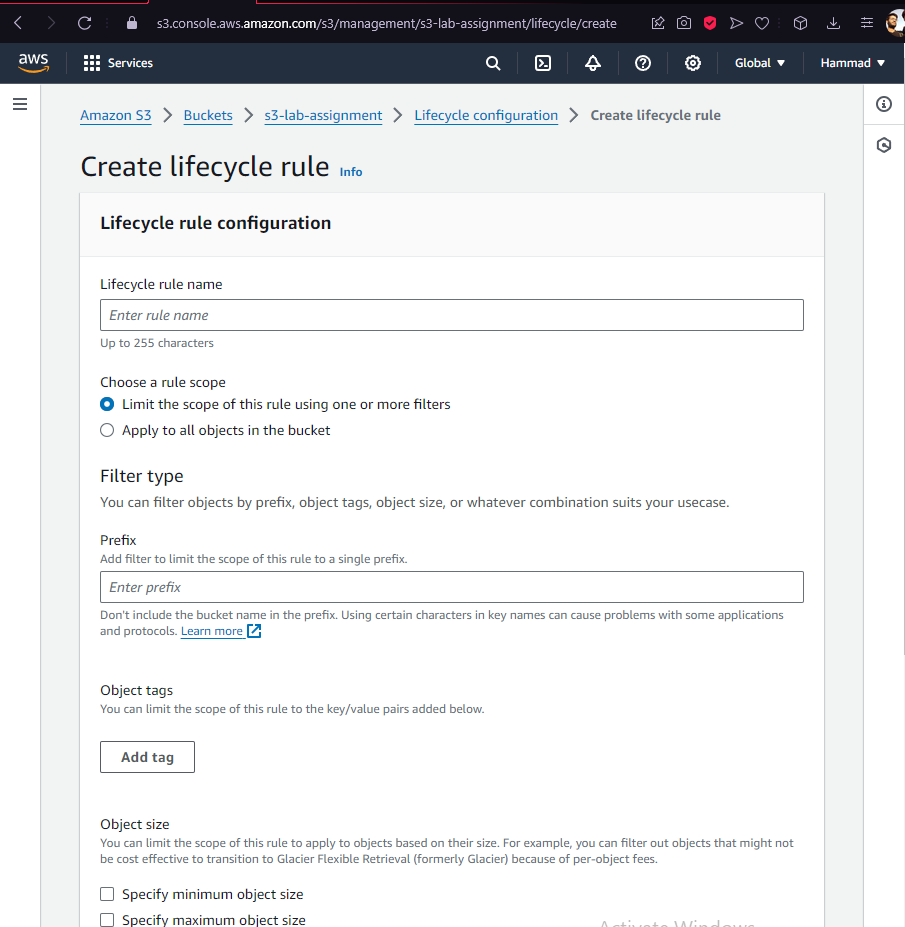 s3.console.aws.amazon.com/s3/management/s3-lab-assignment/lifecycle/create
aws
Services
Global
Hammad
Amazon S3
Buckets
s3-lab-assignment
Lifecycle configuration
Create lifecycle rule
Create lifecycle rule Info
Lifecycle rule configuration
Lifecycle rule name
Enter rule name
Up to 255 characters
Choose a rule scope
Limit the scope of this rule using one or more filters
Apply to all objects in the bucket
Filter type
You can filter objects by prefix, object tags, object size, or whatever combination suits your usecase.
Prefix
Add filter to limit the scope of this rule to a single prefix.
Enter prefix
Don't include the bucket name in the prefix. Using certain characters in key names can cause problems with some applications
and protocols. Learn more
Object tags
You can limit the scope of this rule to the key/value pairs added below.
Add tag
Object size
You can limit the scope of this rule to apply to objects based on their size. For example, you can filter out objects that might not
be cost effective to transition to Glacier Flexible Retrieval (formerly Glacier) because of per-object fees.
Specify minimum object size
Specify maximum object size
Activate Windows